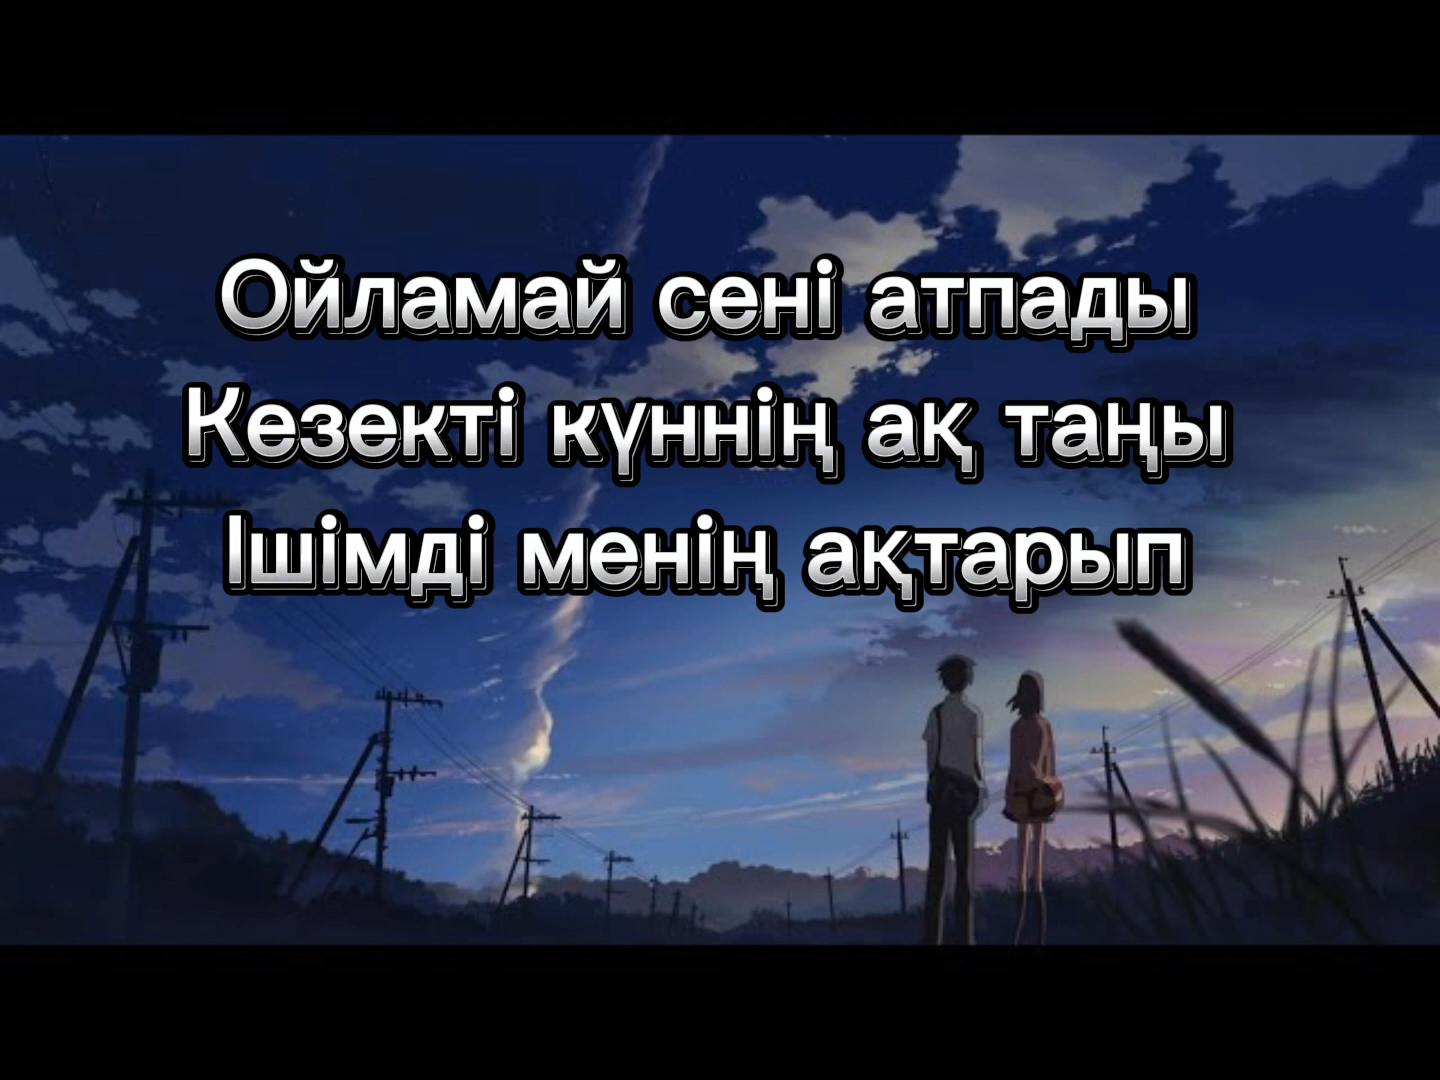 Ойламай сені атпады
Кезекті күннің ақ таңы
Ішімді менің ақтарып